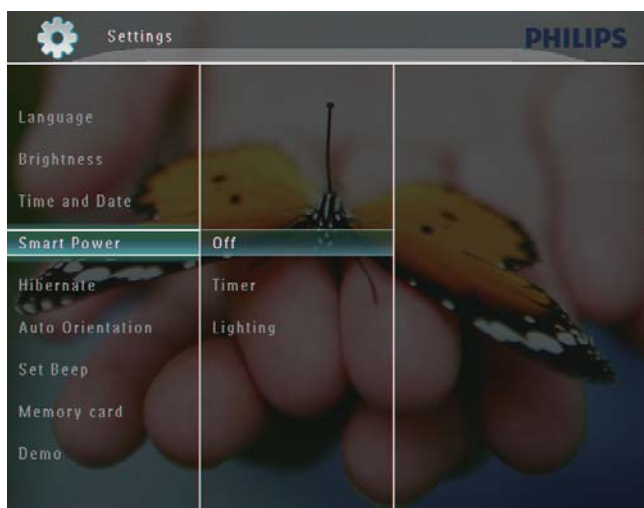 Settings
PHILIPS
Language
Brightness
Time and Date
Smart Power
Off
Hibernate
Timer
Auto Orientation
Lighting
Set Beep
Memory card
Demo